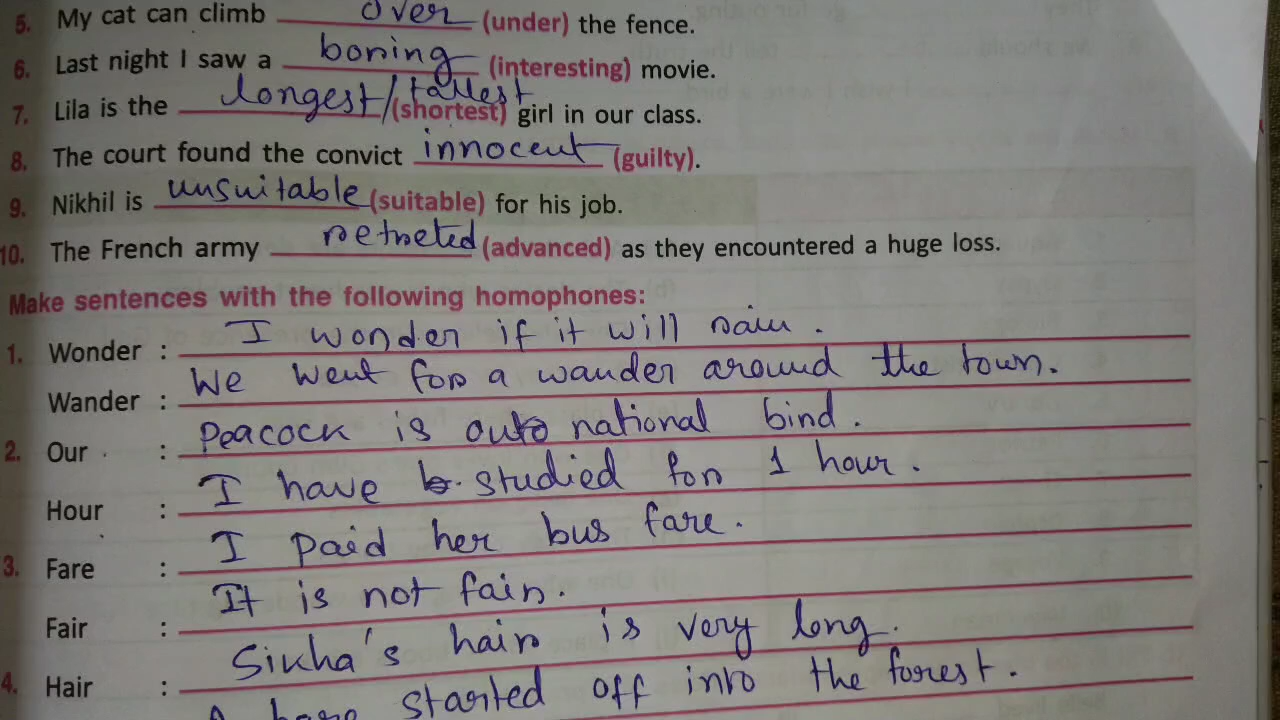 5. My cat can climb over (under) the fence.
6. Last night I saw a boring (interesting) movie.
7. Lila is the longest/tallest (shortest) girl in our class.
8. The court found the convict innocent (guilty).
9. Nikhil is unsuitable (suitable) for his job.
10. The French army retreted (advanced) as they encountered a huge loss.
Make sentences with the following homophones:
1. Wonder : I wonder if it will rain.
Wander : We went for a wander around the town.
2. Our : Peacock is our national bird.
Hour : I have studied for 1 hour.
3. Fare : I paid her bus fare.
Fair : It is not fair.
4. Hair : Sikha's hair is very long.
A hare started off into the forest.